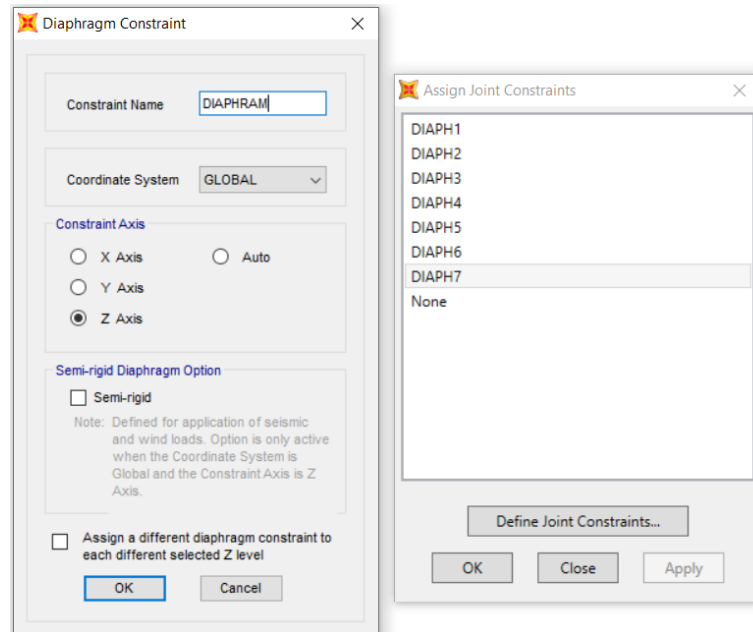 Diaphragm Constraint
Constraint Name DIAPHRAM
Coordinate System GLOBAL
Constraint Axis
X Axis Auto
Y Axis
Z Axis
Semi-rigid Diaphragm Option
Semi-rigid
Note: Defined for application of seismic
and wind loads. Option is only active
when the Coordinate System is
Global and the Constraint Axis is Z
Axis.
Assign a different diaphragm constraint to
each different selected Z level
OK Cancel
Assign Joint Constraints
DIAPH1
DIAPH2
DIAPH3
DIAPH4
DIAPH5
DIAPH6
DIAPH7
None
Define Joint Constraints...
OK Close Apply